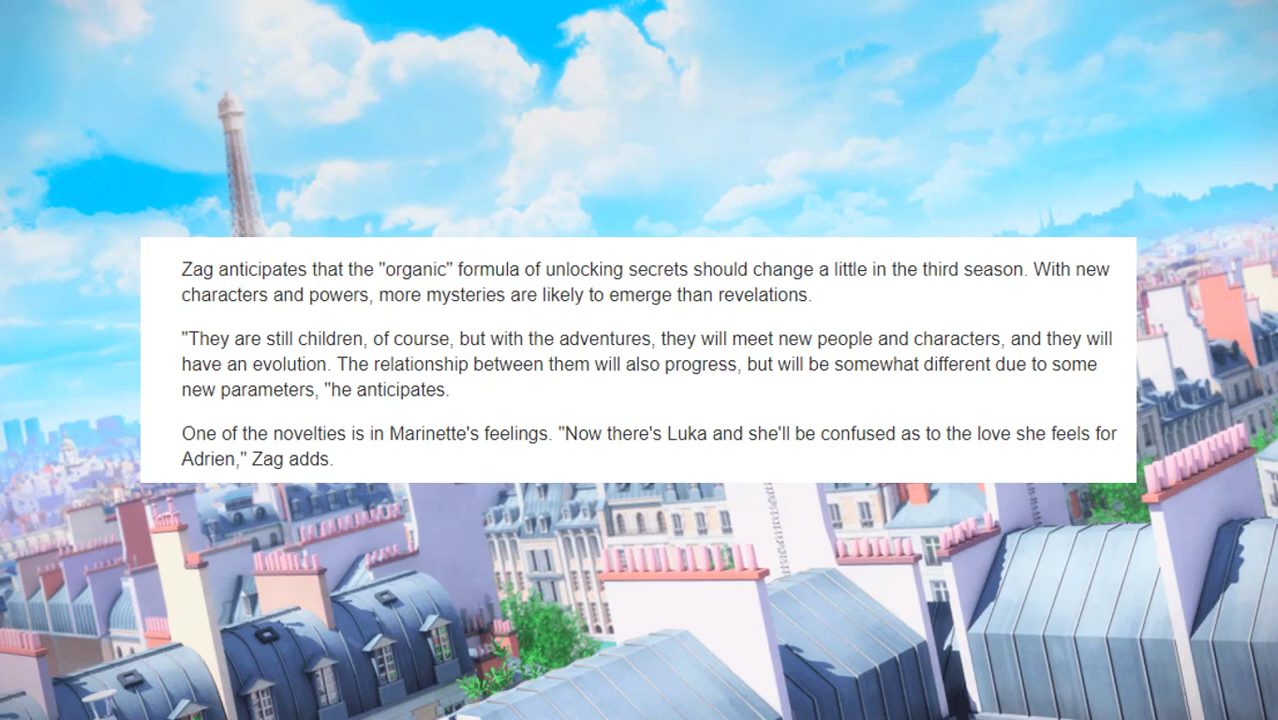 Zag anticipates that the "organic" formula of unlocking secrets should change a little in the third season. With new
characters and powers, more mysteries are likely to emerge than revelations.
"They are still children, of course, but with the adventures, they will meet new people and characters, and they will
have an evolution. The relationship between them will also progress, but will be somewhat different due to some
new parameters, "he anticipates.
One of the novelties is in Marinette's feelings. "Now there's Luka and she'll be confused as to the love she feels for
Adrien," Zag adds.